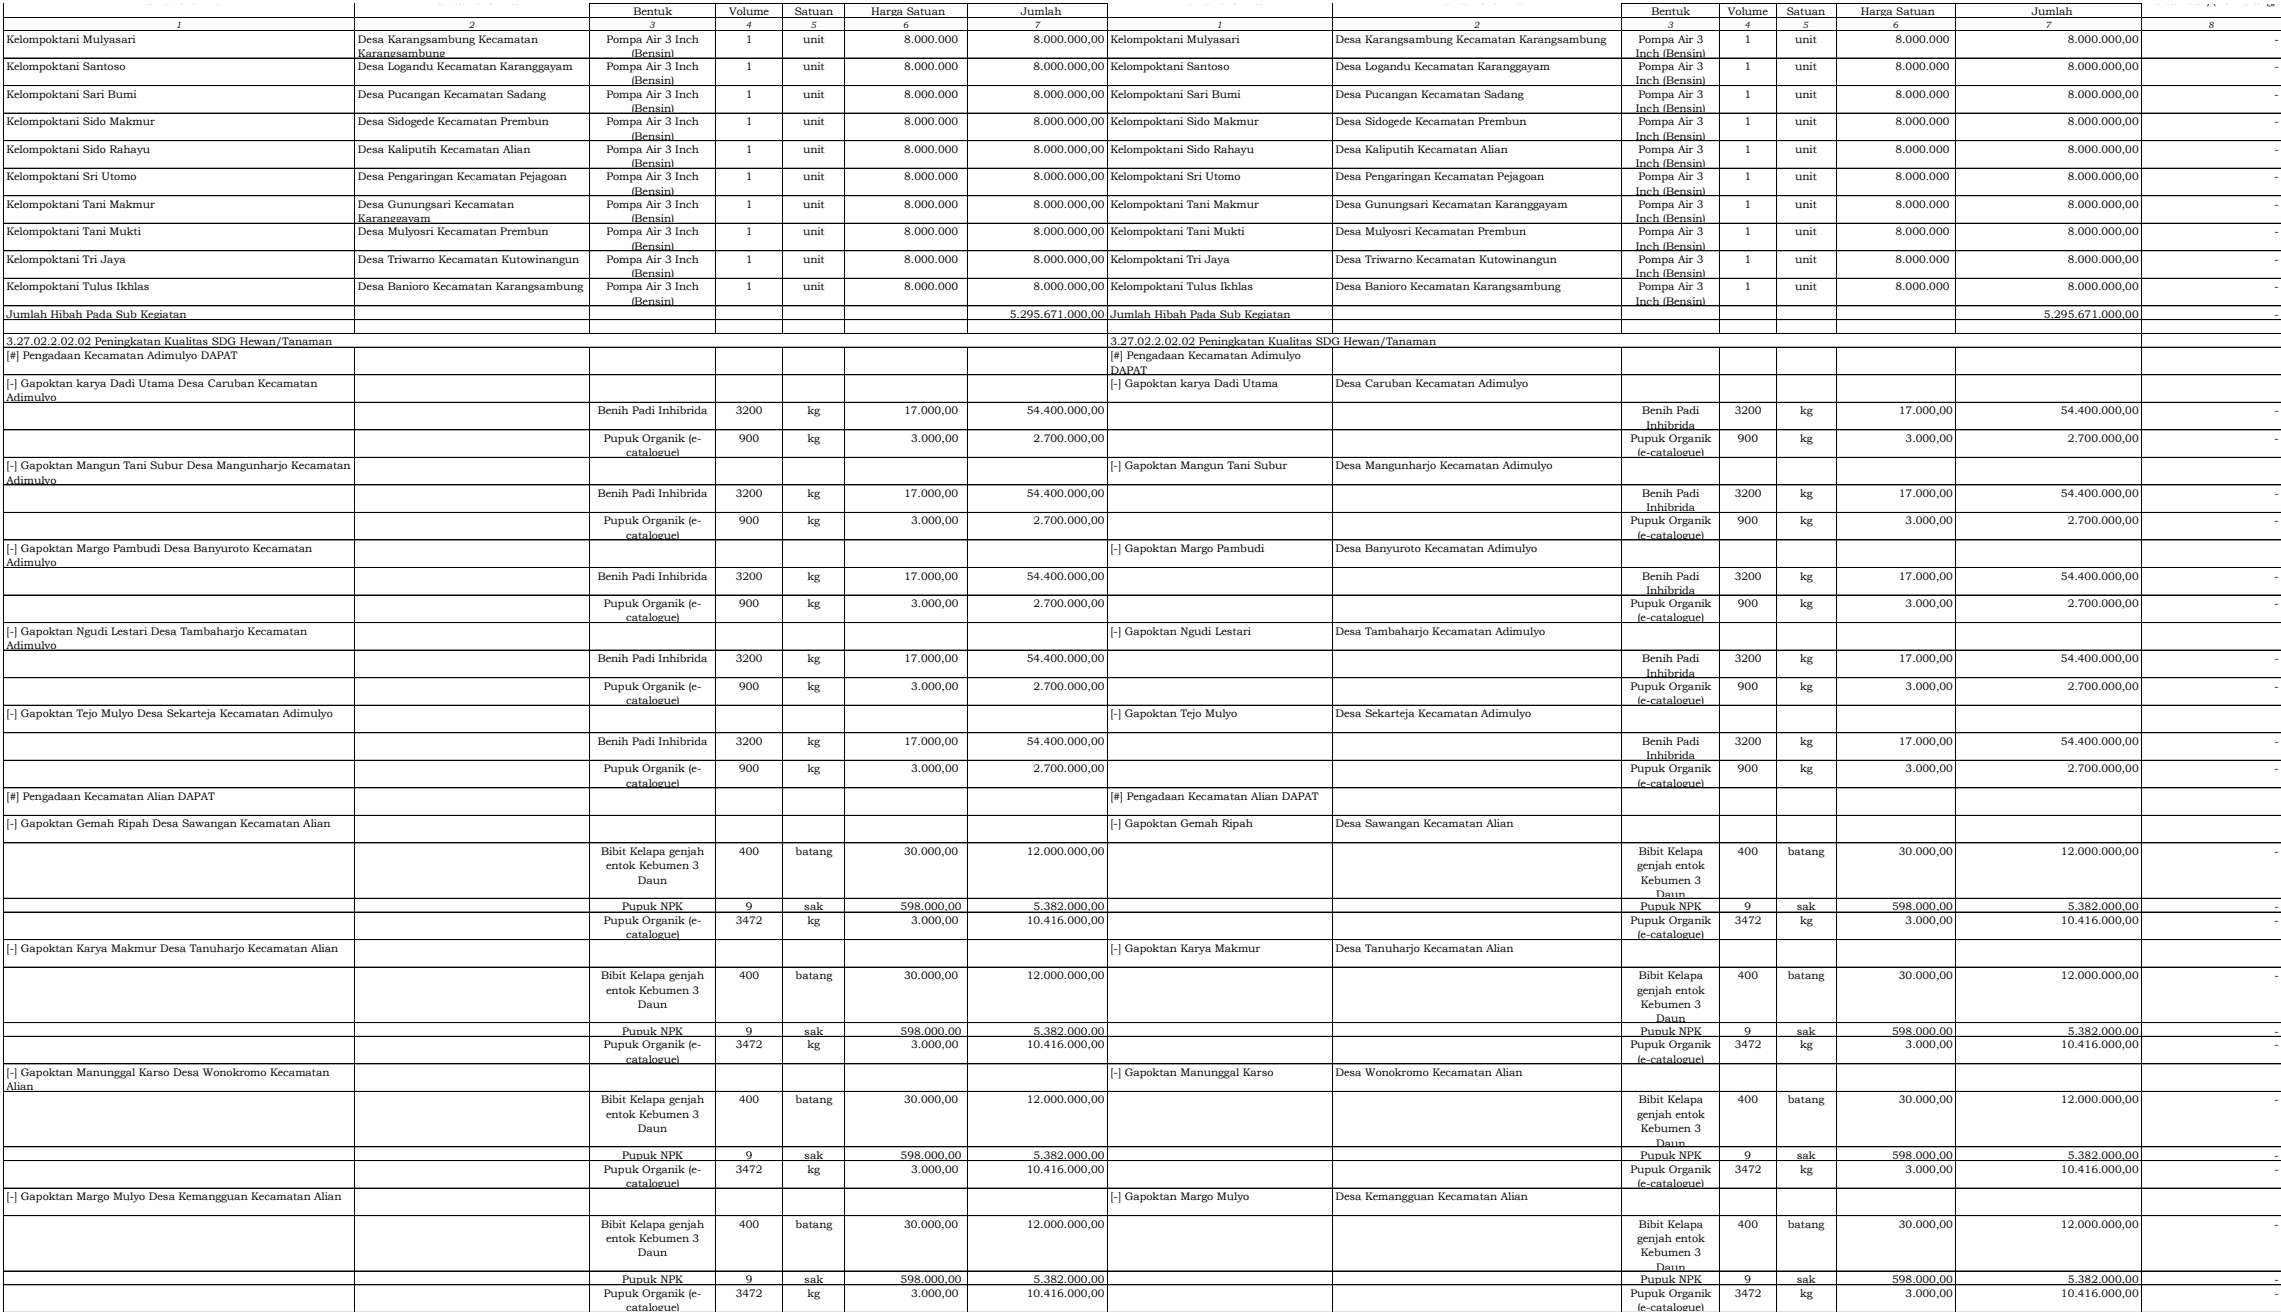 Bentuk Volume Satuan Harga Satuan Jumlah Bentuk Volume Satuan Harga Satuan Jumlah
1 2 3 4 5 6 7 1 2 3 4 5 6 7 8
Kelompoktani Mulyasari Desa Karangsambung Kecamatan Pompa Air 3 Inch 1 unit 8.000.000 8.000.000,00 Kelompoktani Mulyasari Desa Karangsambung Kecamatan Karangsambung Pompa Air 3 1 unit 8.000.000 8.000.000,00 -
Karangsambung (Bensin) Inch (Bensin)
Kelompoktani Santoso Desa Logandu Kecamatan Karanggayam Pompa Air 3 Inch 1 unit 8.000.000 8.000.000,00 Kelompoktani Santoso Desa Logandu Kecamatan Karanggayam Pompa Air 3 1 unit 8.000.000 8.000.000,00 -
(Bensin) Inch (Bensin)
Kelompoktani Sari Bumi Desa Pucangan Kecamatan Sadang Pompa Air 3 Inch 1 unit 8.000.000 8.000.000,00 Kelompoktani Sari Bumi Desa Pucangan Kecamatan Sadang Pompa Air 3 1 unit 8.000.000 8.000.000,00 -
(Bensin) Inch (Bensin)
Kelompoktani Sido Makmur Desa Sidogede Kecamatan Prembun Pompa Air 3 Inch 1 unit 8.000.000 8.000.000,00 Kelompoktani Sido Makmur Desa Sidogede Kecamatan Prembun Pompa Air 3 1 unit 8.000.000 8.000.000,00 -
(Bensin) Inch (Bensin)
Kelompoktani Sido Rahayu Desa Kaliputih Kecamatan Alian Pompa Air 3 Inch 1 unit 8.000.000 8.000.000,00 Kelompoktani Sido Rahayu Desa Kaliputih Kecamatan Alian Pompa Air 3 1 unit 8.000.000 8.000.000,00 -
(Bensin) Inch (Bensin)
Kelompoktani Sri Utomo Desa Pengaringan Kecamatan Pejagoan Pompa Air 3 Inch 1 unit 8.000.000 8.000.000,00 Kelompoktani Sri Utomo Desa Pengaringan Kecamatan Pejagoan Pompa Air 3 1 unit 8.000.000 8.000.000,00 -
(Bensin) Inch (Bensin)
Kelompoktani Tani Makmur Desa Gunungsari Kecamatan Pompa Air 3 Inch 1 unit 8.000.000 8.000.000,00 Kelompoktani Tani Makmur Desa Gunungsari Kecamatan Karanggayam Pompa Air 3 1 unit 8.000.000 8.000.000,00 -
Karanggayam (Bensin) Inch (Bensin)
Kelompoktani Tani Mukti Desa Mulyosri Kecamatan Prembun Pompa Air 3 Inch 1 unit 8.000.000 8.000.000,00 Kelompoktani Tani Mukti Desa Mulyosri Kecamatan Prembun Pompa Air 3 1 unit 8.000.000 8.000.000,00 -
(Bensin) Inch (Bensin)
Kelompoktani Tri Jaya Desa Triwarno Kecamatan Kutowinangun Pompa Air 3 Inch 1 unit 8.000.000 8.000.000,00 Kelompoktani Tri Jaya Desa Triwarno Kecamatan Kutowinangun Pompa Air 3 1 unit 8.000.000 8.000.000,00 -
(Bensin) Inch (Bensin)
Kelompoktani Tulus Ikhlas Desa Banioro Kecamatan Karangsambung Pompa Air 3 Inch 1 unit 8.000.000 8.000.000,00 Kelompoktani Tulus Ikhlas Desa Banioro Kecamatan Karangsambung Pompa Air 3 1 unit 8.000.000 8.000.000,00 -
(Bensin) Inch (Bensin)
Jumlah Hibah Pada Sub Kegiatan 5.295.671.000,00 Jumlah Hibah Pada Sub Kegiatan 5.295.671.000,00 -
3.27.02.2.02.02 Peningkatan Kualitas SDG Hewan/Tanaman 3.27.02.2.02.02 Peningkatan Kualitas SDG Hewan/Tanaman
[#] Pengadaan Kecamatan Adimulyo DAPAT [#] Pengadaan Kecamatan Adimulyo
DAPAT
[-] Gapoktan karya Dadi Utama Desa Caruban Kecamatan [-] Gapoktan karya Dadi Utama Desa Caruban Kecamatan Adimulyo
Adimulyo
Benih Padi Inhibrida 3200 kg 17.000,00 54.400.000,00 Benih Padi 3200 kg 17.000,00 54.400.000,00 -
Inhibrida
Pupuk Organik (e- 900 kg 3.000,00 2.700.000,00 Pupuk Organik 900 kg 3.000,00 2.700.000,00 -
catalogue) (e-catalogue)
[-] Gapoktan Mangun Tani Subur Desa Mangunharjo Kecamatan [-] Gapoktan Mangun Tani Subur Desa Mangunharjo Kecamatan Adimulyo
Adimulyo
Benih Padi Inhibrida 3200 kg 17.000,00 54.400.000,00 Benih Padi 3200 kg 17.000,00 54.400.000,00 -
Inhibrida
Pupuk Organik (e- 900 kg 3.000,00 2.700.000,00 Pupuk Organik 900 kg 3.000,00 2.700.000,00 -
catalogue) (e-catalogue)
[-] Gapoktan Margo Pambudi Desa Banyuroto Kecamatan [-] Gapoktan Margo Pambudi Desa Banyuroto Kecamatan Adimulyo
Adimulyo
Benih Padi Inhibrida 3200 kg 17.000,00 54.400.000,00 Benih Padi 3200 kg 17.000,00 54.400.000,00 -
Inhibrida
Pupuk Organik (e- 900 kg 3.000,00 2.700.000,00 Pupuk Organik 900 kg 3.000,00 2.700.000,00 -
catalogue) (e-catalogue)
[-] Gapoktan Ngudi Lestari Desa Tambaharjo Kecamatan [-] Gapoktan Ngudi Lestari Desa Tambaharjo Kecamatan Adimulyo
Adimulyo
Benih Padi Inhibrida 3200 kg 17.000,00 54.400.000,00 Benih Padi 3200 kg 17.000,00 54.400.000,00 -
Inhibrida
Pupuk Organik (e- 900 kg 3.000,00 2.700.000,00 Pupuk Organik 900 kg 3.000,00 2.700.000,00 -
catalogue) (e-catalogue)
[-] Gapoktan Tejo Mulyo Desa Sekarteja Kecamatan Adimulyo [-] Gapoktan Tejo Mulyo Desa Sekarteja Kecamatan Adimulyo
Benih Padi Inhibrida 3200 kg 17.000,00 54.400.000,00 Benih Padi 3200 kg 17.000,00 54.400.000,00 -
Inhibrida
Pupuk Organik (e- 900 kg 3.000,00 2.700.000,00 Pupuk Organik 900 kg 3.000,00 2.700.000,00 -
catalogue) (e-catalogue)
[#] Pengadaan Kecamatan Alian DAPAT [#] Pengadaan Kecamatan Alian DAPAT
[-] Gapoktan Gemah Ripah Desa Sawangan Kecamatan Alian [-] Gapoktan Gemah Ripah Desa Sawangan Kecamatan Alian
Bibit Kelapa genjah 400 batang 30.000,00 12.000.000,00 Bibit Kelapa 400 batang 30.000,00 12.000.000,00 -
entok Kebumen 3 genjah entok
Daun Kebumen 3
Daun
Pupuk NPK 9 sak 598.000,00 5.382.000,00 Pupuk NPK 9 sak 598.000,00 5.382.000,00 -
Pupuk Organik (e- 3472 kg 3.000,00 10.416.000,00 Pupuk Organik 3472 kg 3.000,00 10.416.000,00 -
catalogue) (e-catalogue)
[-] Gapoktan Karya Makmur Desa Tanuharjo Kecamatan Alian [-] Gapoktan Karya Makmur Desa Tanuharjo Kecamatan Alian
Bibit Kelapa genjah 400 batang 30.000,00 12.000.000,00 Bibit Kelapa 400 batang 30.000,00 12.000.000,00 -
entok Kebumen 3 genjah entok
Daun Kebumen 3
Daun
Pupuk NPK 9 sak 598.000,00 5.382.000,00 Pupuk NPK 9 sak 598.000,00 5.382.000,00 -
Pupuk Organik (e- 3472 kg 3.000,00 10.416.000,00 Pupuk Organik 3472 kg 3.000,00 10.416.000,00 -
catalogue) (e-catalogue)
[-] Gapoktan Manunggal Karso Desa Wonokromo Kecamatan [-] Gapoktan Manunggal Karso Desa Wonokromo Kecamatan Alian
Alian
Bibit Kelapa genjah 400 batang 30.000,00 12.000.000,00 Bibit Kelapa 400 batang 30.000,00 12.000.000,00 -
entok Kebumen 3 genjah entok
Daun Kebumen 3
Daun
Pupuk NPK 9 sak 598.000,00 5.382.000,00 Pupuk NPK 9 sak 598.000,00 5.382.000,00 -
Pupuk Organik (e- 3472 kg 3.000,00 10.416.000,00 Pupuk Organik 3472 kg 3.000,00 10.416.000,00 -
catalogue) (e-catalogue)
[-] Gapoktan Margo Mulyo Desa Kemangguan Kecamatan Alian [-] Gapoktan Margo Mulyo Desa Kemangguan Kecamatan Alian
Bibit Kelapa genjah 400 batang 30.000,00 12.000.000,00 Bibit Kelapa 400 batang 30.000,00 12.000.000,00 -
entok Kebumen 3 genjah entok
Daun Kebumen 3
Daun
Pupuk NPK 9 sak 598.000,00 5.382.000,00 Pupuk NPK 9 sak 598.000,00 5.382.000,00 -
Pupuk Organik (e- 3472 kg 3.000,00 10.416.000,00 Pupuk Organik 3472 kg 3.000,00 10.416.000,00 -
catalogue) (e-catalogue)